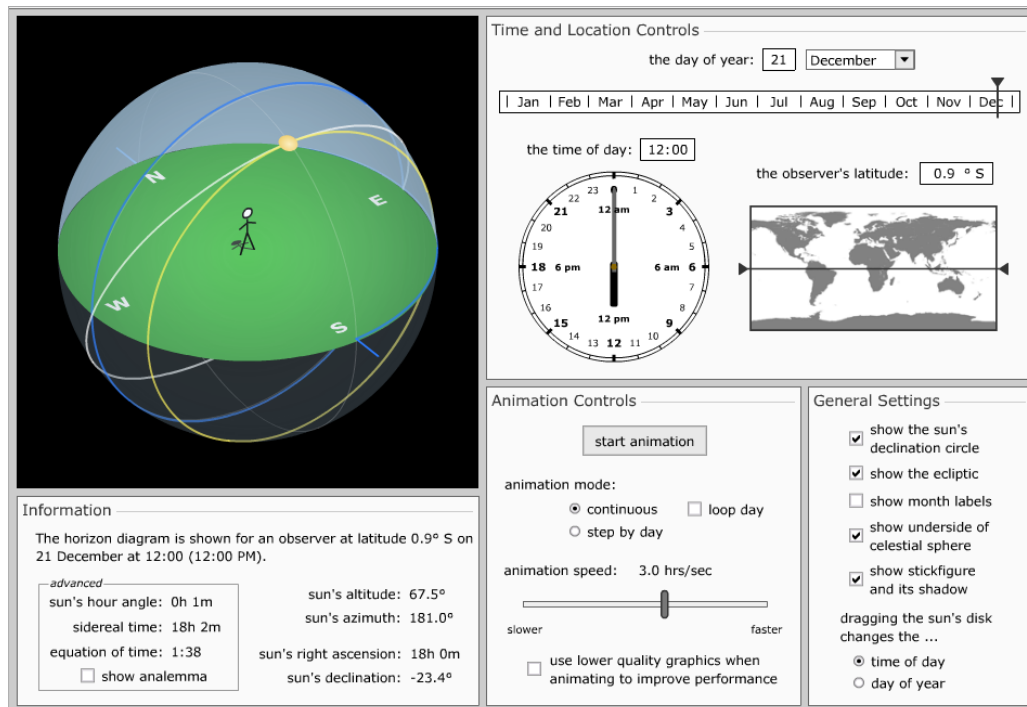 N
E
W
S
Time and Location Controls
the day of year: 21 December
Jan | Feb | Mar | Apr | May | Jun | Jul | Aug | Sep | Oct | Nov | Dec
the time of day: 12:00
23
1
22
12 am
2
21
3
20
4
19
5
18 6 pm
6 am 6
17
7
16
8
15
12 pm
9
14
10
13
12
11
the observer's latitude: 0.9 ° S
Information
The horizon diagram is shown for an observer at latitude 0.9° S on
21 December at 12:00 (12:00 PM).
advanced
sun's hour angle: 0h 1m
sidereal time: 18h 2m
equation of time: 1:38
show analemma
sun's altitude: 67.5°
sun's azimuth: 181.0°
sun's right ascension: 18h 0m
sun's declination: -23.4°
Animation Controls
start animation
animation mode:
continuous
loop day
step by day
animation speed: 3.0 hrs/sec
slower
faster
use lower quality graphics when
animating to improve performance
General Settings
show the sun's
declination circle
show the ecliptic
show month labels
show underside of
celestial sphere
show stickfigure
and its shadow
dragging the sun's disk
changes the ...
time of day
day of year